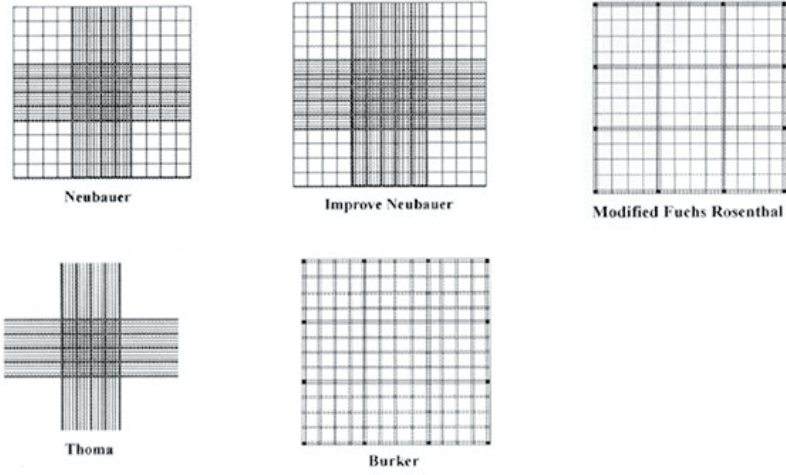 Neubauer
Improve Neubauer
Modified Fuchs Rosenthal
Thoma
Burker